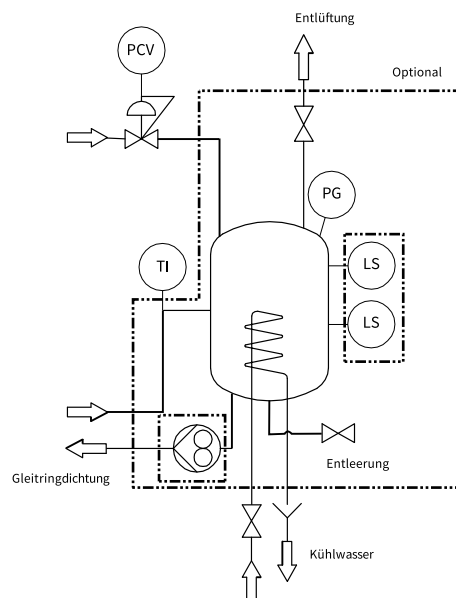 Entlüftung
PCV
Optional
PG
TI
LS
LS
Entleerung
Gleitringdichtung
Kühlwasser